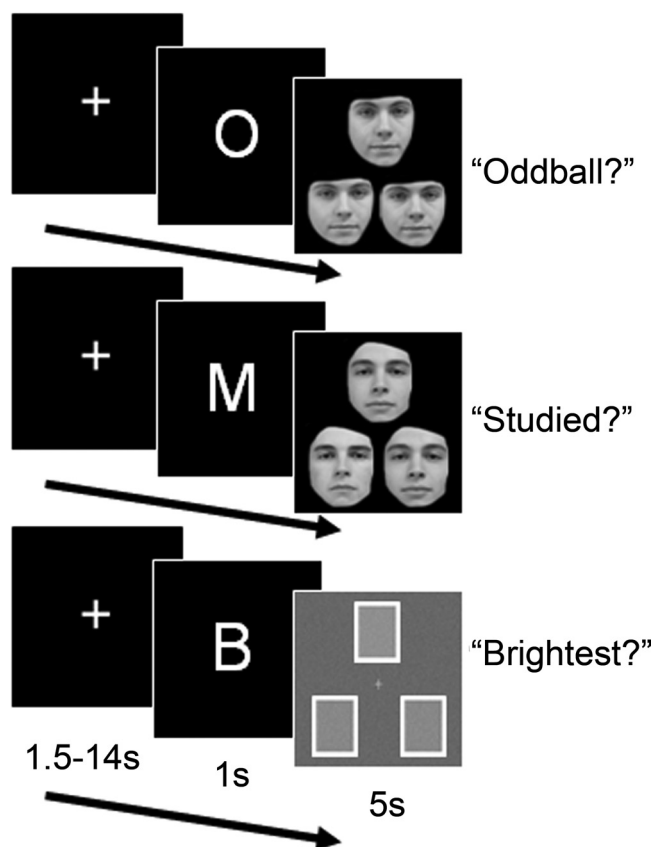 +
O
“Oddball?”
+
M
“Studied?”
+
B
“Brightest?”
1.5-14s
1s
5s